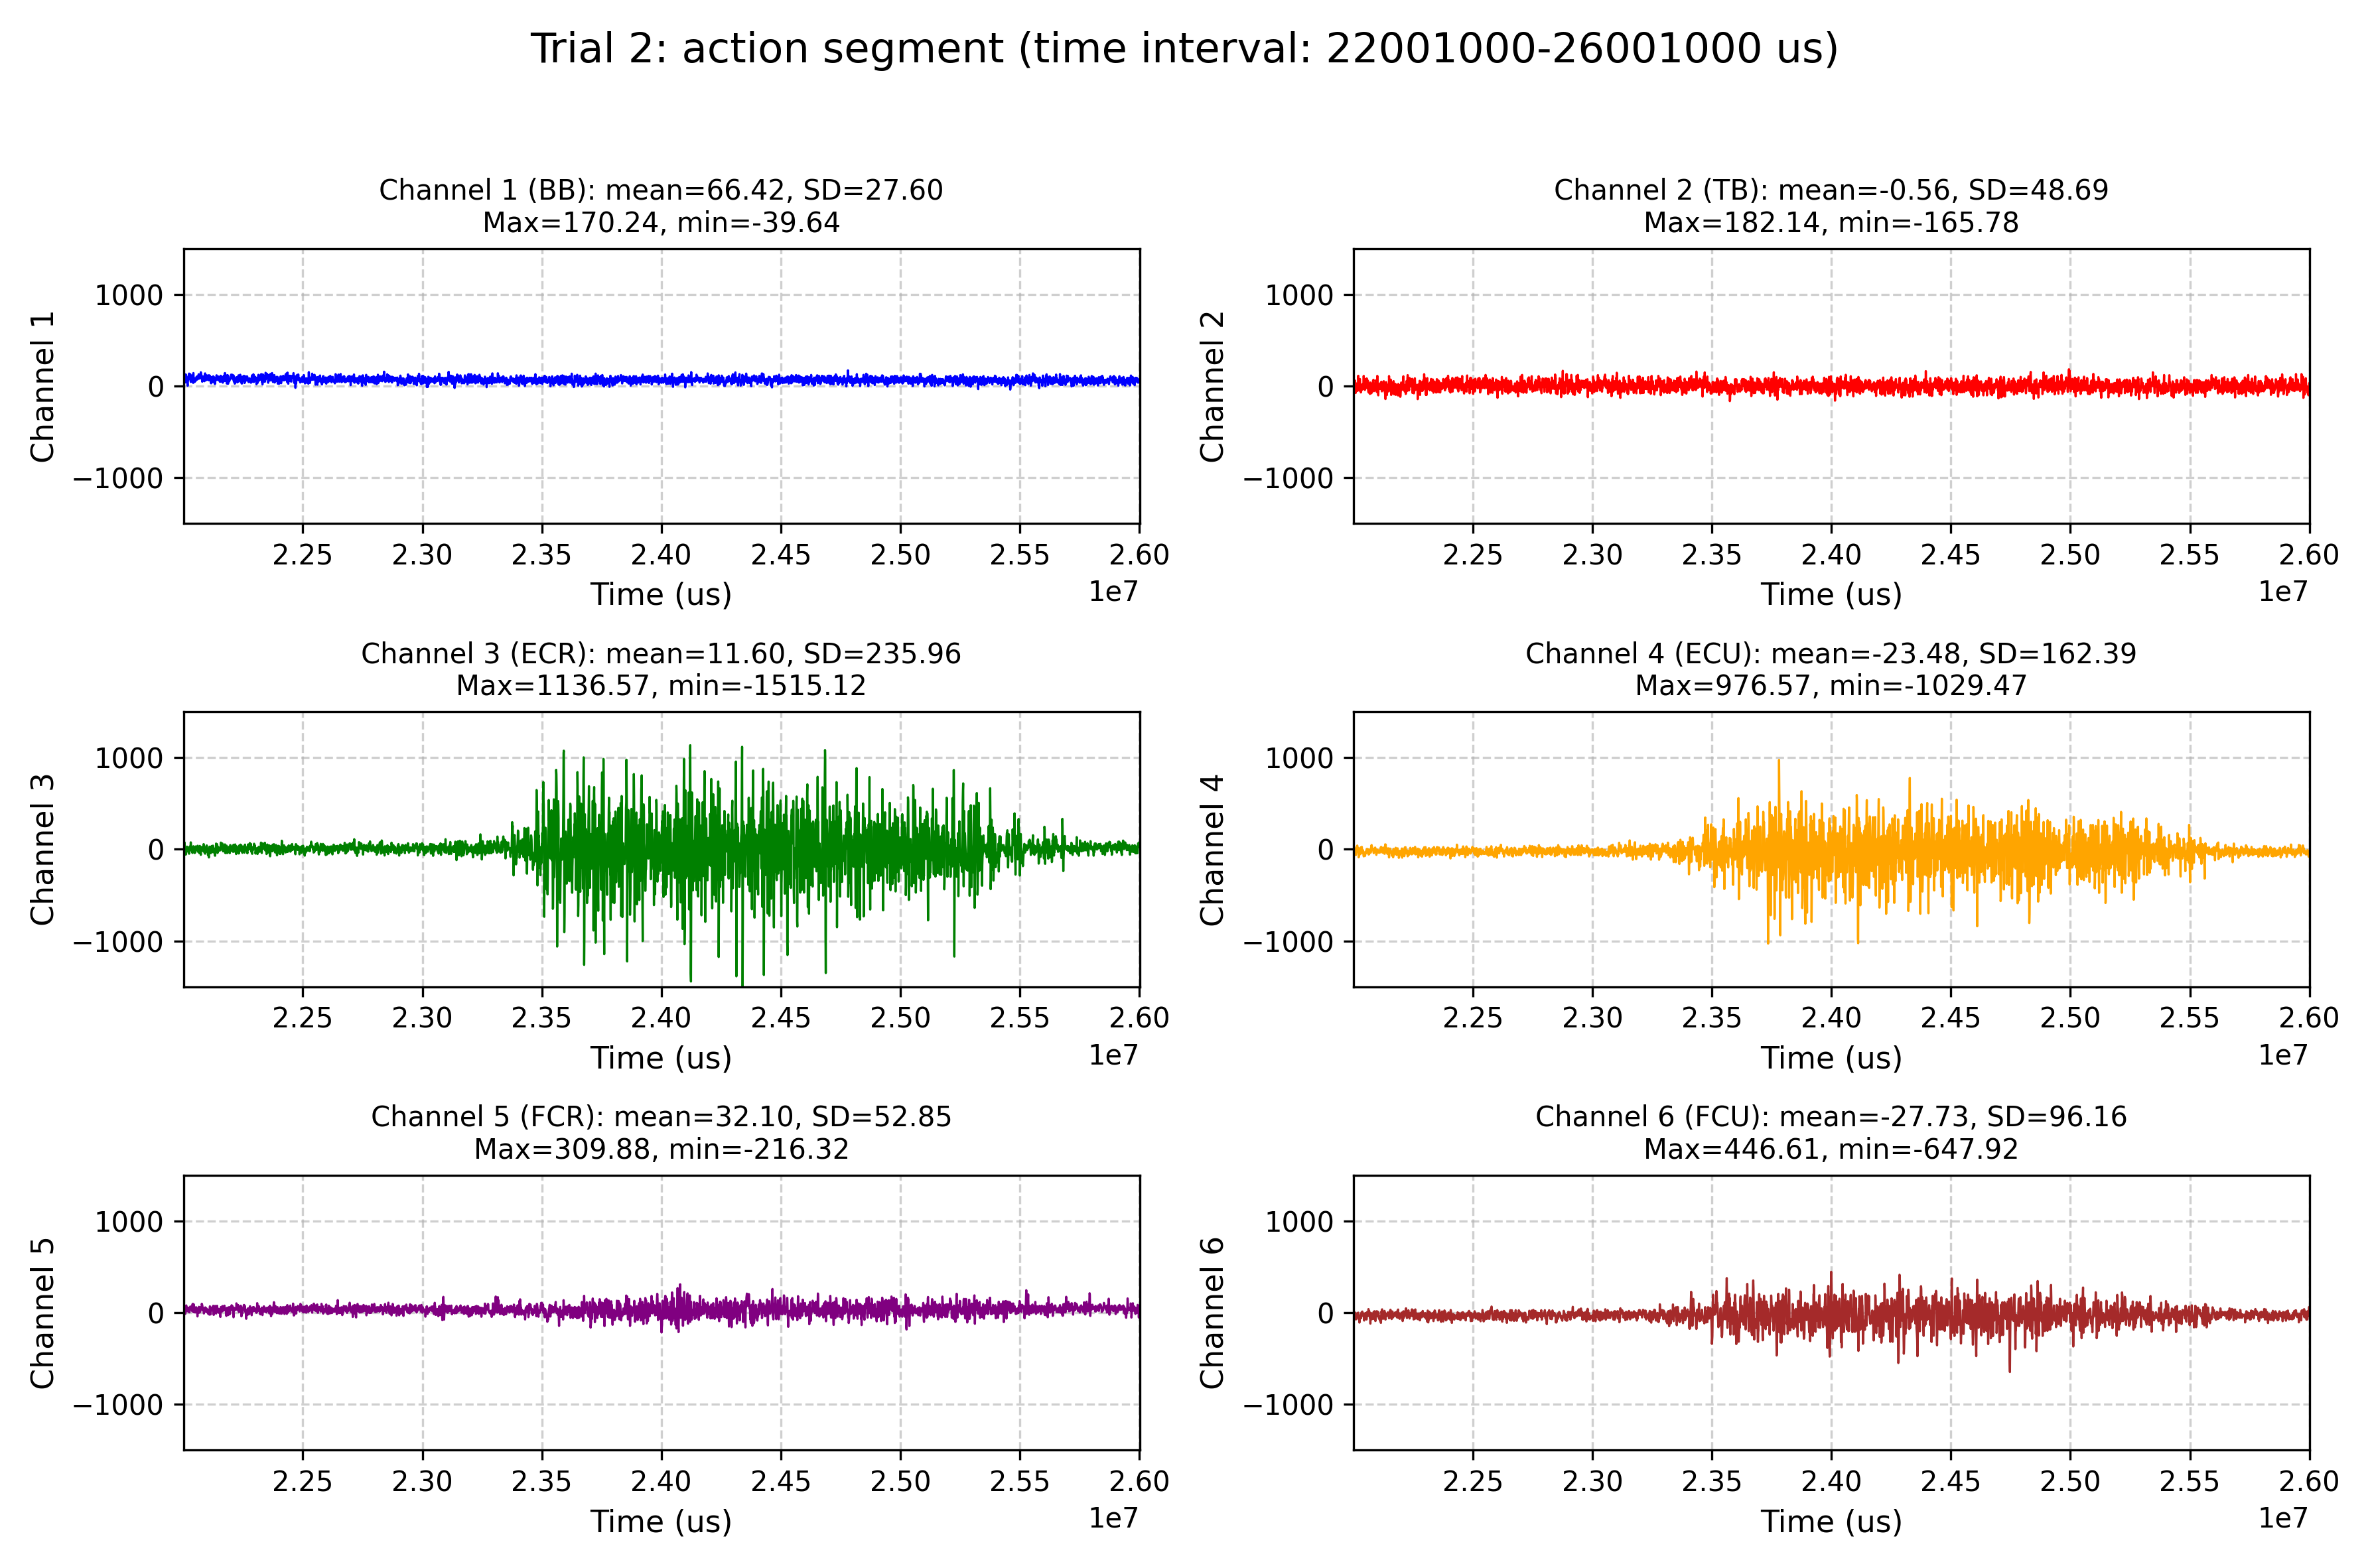 Trial 2: action segment (time interval: 22001000-26001000 us)
Channel 1 (BB): mean=66.42, SD=27.60
Max=170.24, min=-39.64
Channel 1
1000
0
−1000
2.25 2.30 2.35 2.40 2.45 2.50 2.55 2.60
Time (us)
1e7
Channel 2 (TB): mean=-0.56, SD=48.69
Max=182.14, min=-165.78
Channel 2
1000
0
−1000
2.25 2.30 2.35 2.40 2.45 2.50 2.55 2.60
Time (us)
1e7
Channel 3 (ECR): mean=11.60, SD=235.96
Max=1136.57, min=-1515.12
Channel 3
1000
0
−1000
2.25 2.30 2.35 2.40 2.45 2.50 2.55 2.60
Time (us)
1e7
Channel 4 (ECU): mean=-23.48, SD=162.39
Max=976.57, min=-1029.47
Channel 4
1000
0
−1000
2.25 2.30 2.35 2.40 2.45 2.50 2.55 2.60
Time (us)
1e7
Channel 5 (FCR): mean=32.10, SD=52.85
Max=309.88, min=-216.32
Channel 5
1000
0
−1000
2.25 2.30 2.35 2.40 2.45 2.50 2.55 2.60
Time (us)
1e7
Channel 6 (FCU): mean=-27.73, SD=96.16
Max=446.61, min=-647.92
Channel 6
1000
0
−1000
2.25 2.30 2.35 2.40 2.45 2.50 2.55 2.60
Time (us)
1e7